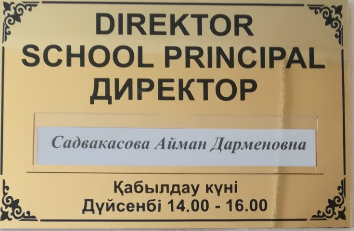 DIREKTOR
SCHOOL PRINCIPAL
ДИРЕКТОР
Садвакасова Айман Дарменовна
Қабылдау күні
Дүйсенбі 14.00 - 16.00